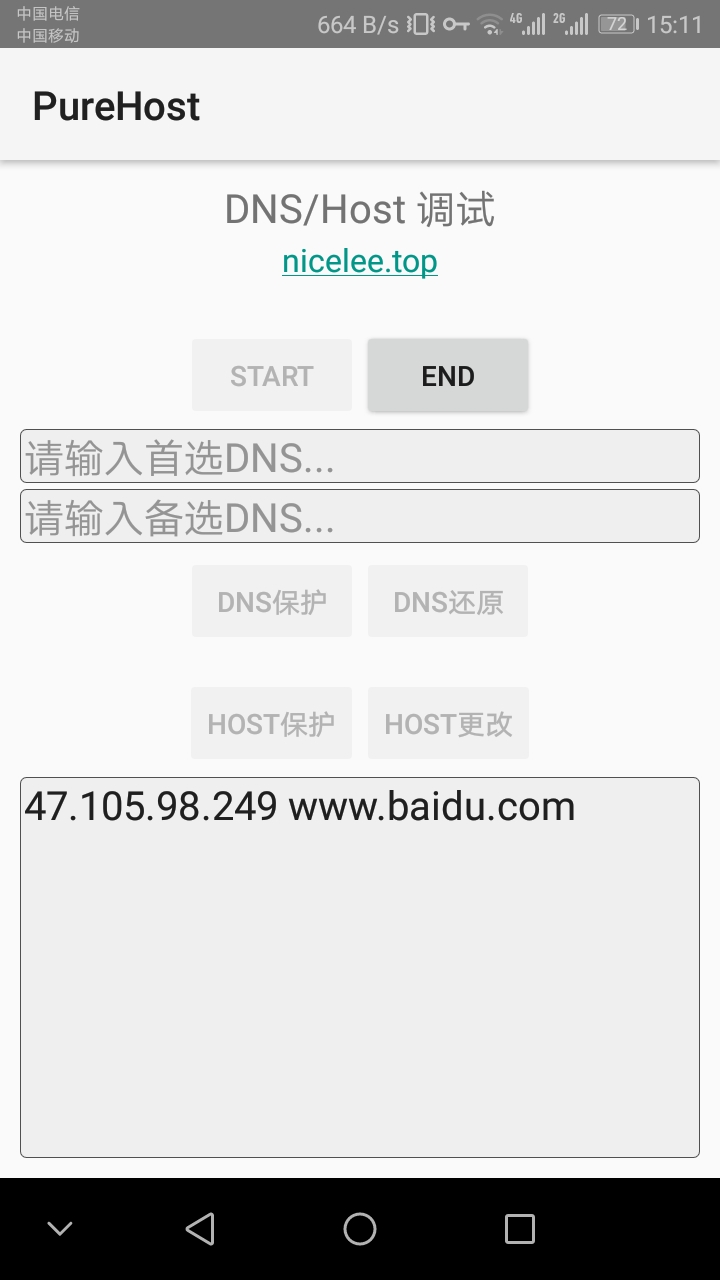 中国电信
中国移动
664 B/s 4G 2G 72 15:11
PureHost
DNS/Host 调试
nicelee.top
START END
请输入首选DNS...
请输入备选DNS...
DNS保护 DNS还原
HOST保护 HOST更改
47.105.98.249 www.baidu.com